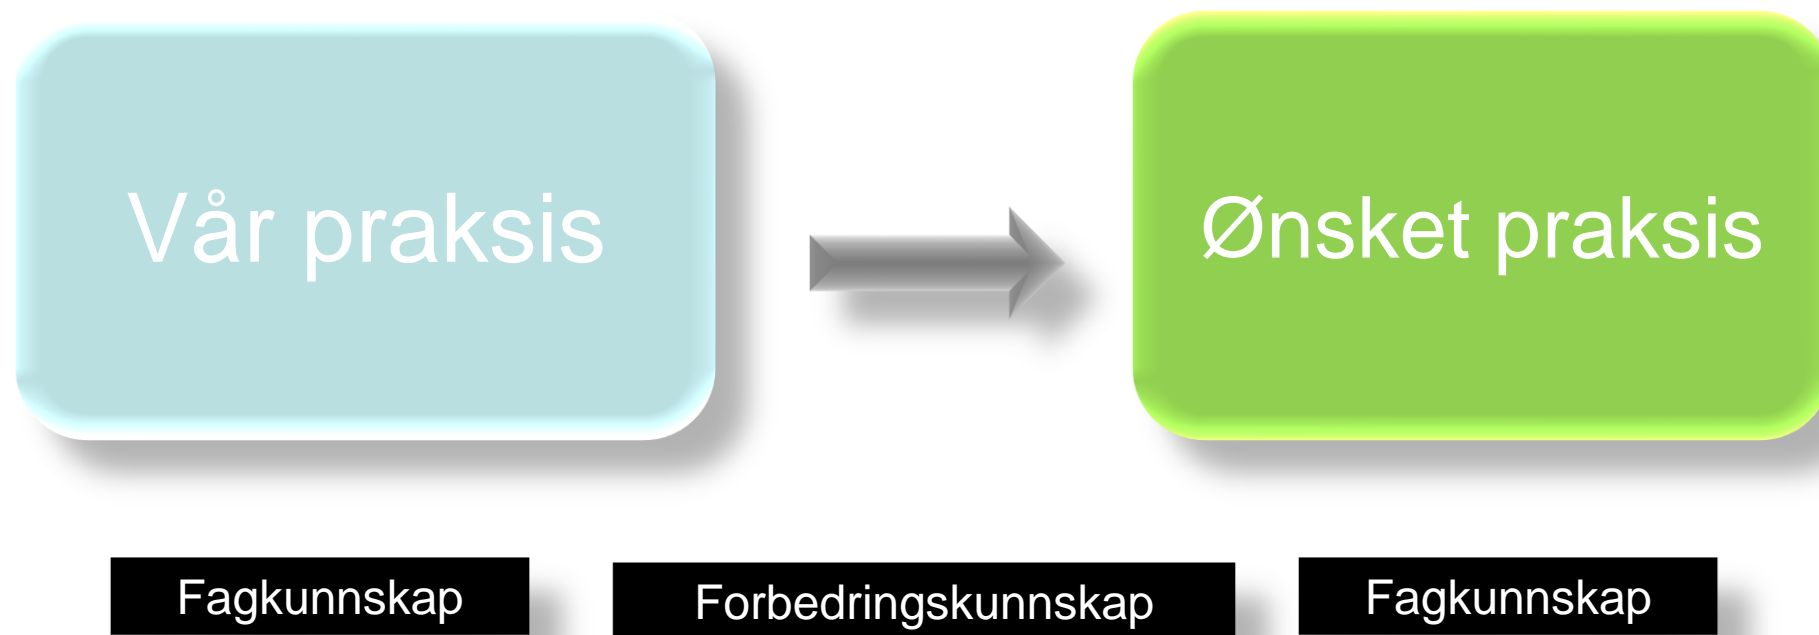 Vår praksis
Ønsket praksis
Fagkunnskap
Forbedringskunnskap
Fagkunnskap